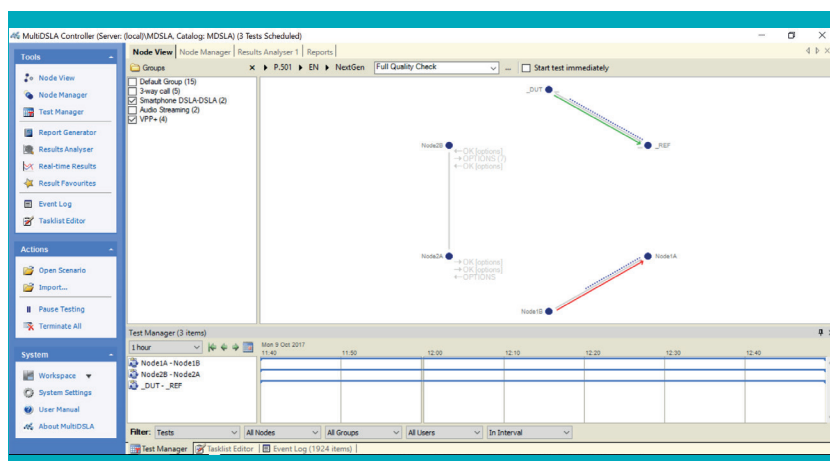 MultiDSLA Controller (Server: (local)\MDSLA, Catalog: MDSLA) (3 Tests Scheduled)
Tools
Node View
Node Manager
Test Manager
Report Generator
Results Analyser
Real-time Results
Result Favourites
Event Log
Tasklist Editor
Actions
Open Scenario
Import...
Pause Testing
Terminate All
System
Workspace
System Settings
User Manual
About MultiDSLA
Node View Node Manager Results Analyser 1 Reports
Groups
P.501 EN NextGen Full Quality Check ... Start test immediately
Default Group (15)
3-way call (5)
Smartphone DSLA-DSLA (2)
Audio Streaming (2)
VPP+ (4)
_DUT
_REF
Node2B
OK [options]
OPTIONS (7)
OK [options]
Node2A
OK [options]
OK [options]
OPTIONS
Node1A
Node1B
Test Manager (3 items)
1 hour
Mon 9 Oct 2017
11:40 11:50 12:00 12:10 12:20 12:30 12:40
Node1A - Node1B
Node2B - Node2A
_DUT - _REF
Filter: Tests All Nodes All Groups All Users In Interval
Test Manager Tasklist Editor Event Log (1924 items)